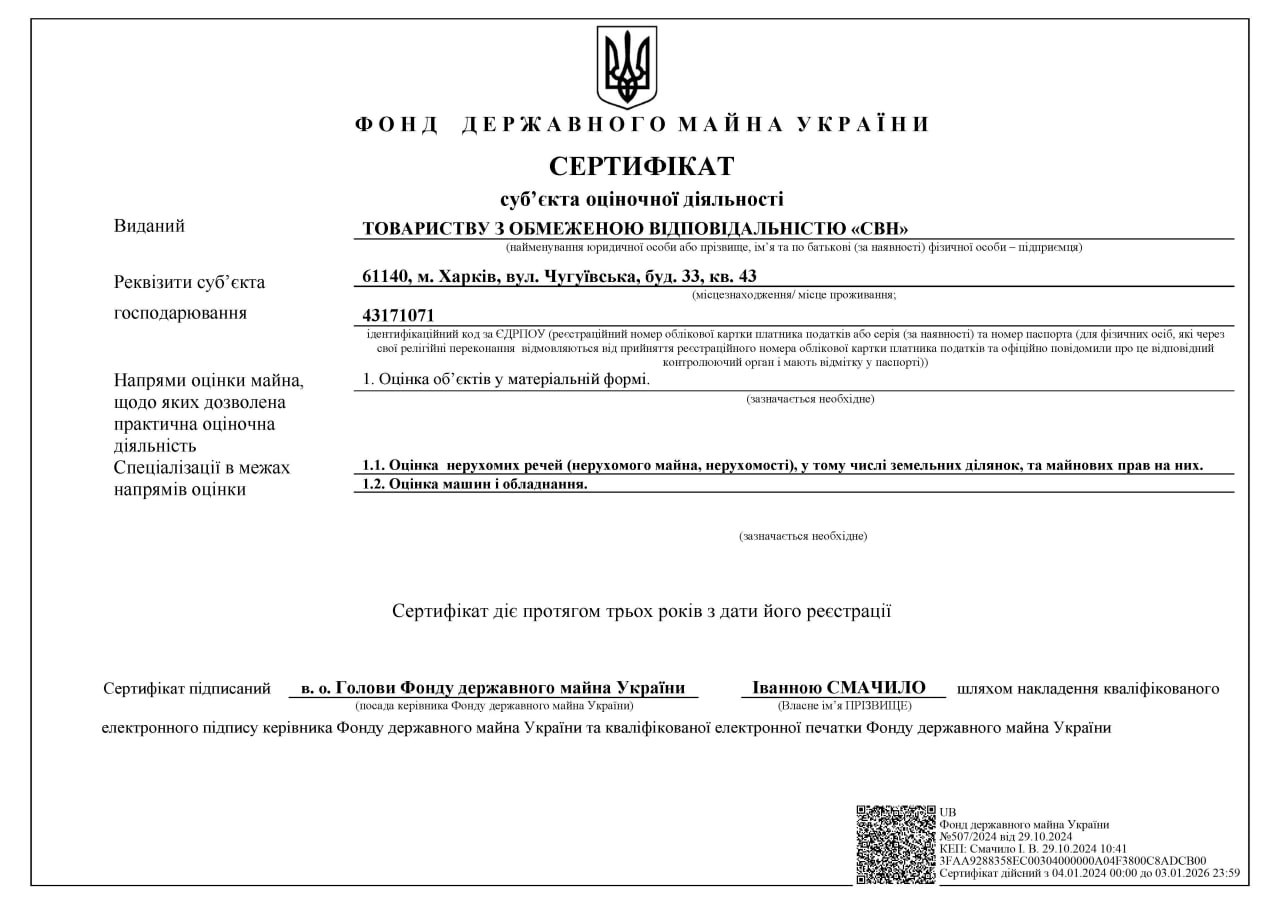 ФОНД ДЕРЖАВНОГО МАЙНА УКРАЇНИ
СЕРТИФІКАТ
суб’єкта оціночної діяльності
Виданий
ТОВАРИСТВУ З ОБМЕЖЕНОЮ ВІДПОВІДАЛЬНІСТЮ «СВН»
(найменування юридичної особи або прізвище, ім’я та по батькові (за наявності) фізичної особи – підприємця)
Реквізити суб’єкта
господарювання
61140, м. Харків, вул. Чугуївська, буд. 33, кв. 43
(місцезнаходження/ місце проживання;
43171071
ідентифікаційний код за ЄДРПОУ (реєстраційний номер облікової картки платника податків або серія (за наявності) та номер паспорта (для фізичних осіб, які через
свої релігійні переконання відмовляються від прийняття реєстраційного номера облікової картки платника податків та офіційно повідомили про це відповідний
контролюючий орган і мають відмітку у паспорті))
Напрями оцінки майна,
щодо яких дозволена
практична оціночна
діяльність
1. Оцінка об’єктів у матеріальній формі.
(зазначається необхідне)
Спеціалізації в межах
напрямів оцінки
1.1. Оцінка нерухомих речей (нерухомого майна, нерухомості), у тому числі земельних ділянок, та майнових прав на них.
1.2. Оцінка машин і обладнання.
(зазначається необхідне)
Сертифікат діє протягом трьох років з дати його реєстрації
Сертифікат підписаний в. о. Голови Фонду державного майна України Іванною СМАЧИЛО шляхом накладення кваліфікованого
(посада керівника Фонду державного майна України) (Власне ім’я ПРІЗВИЩЕ)
електронного підпису керівника Фонду державного майна України та кваліфікованої електронної печатки Фонду державного майна України
UB
Фонд державного майна України
№507/2024 від 29.10.2024
КЕП: Смачило І. В. 29.10.2024 10:41
3FAA9288358EC00304000000A04F3800C8ADCB00
Сертифікат дійсний з 04.01.2024 00:00 до 03.01.2026 23:59